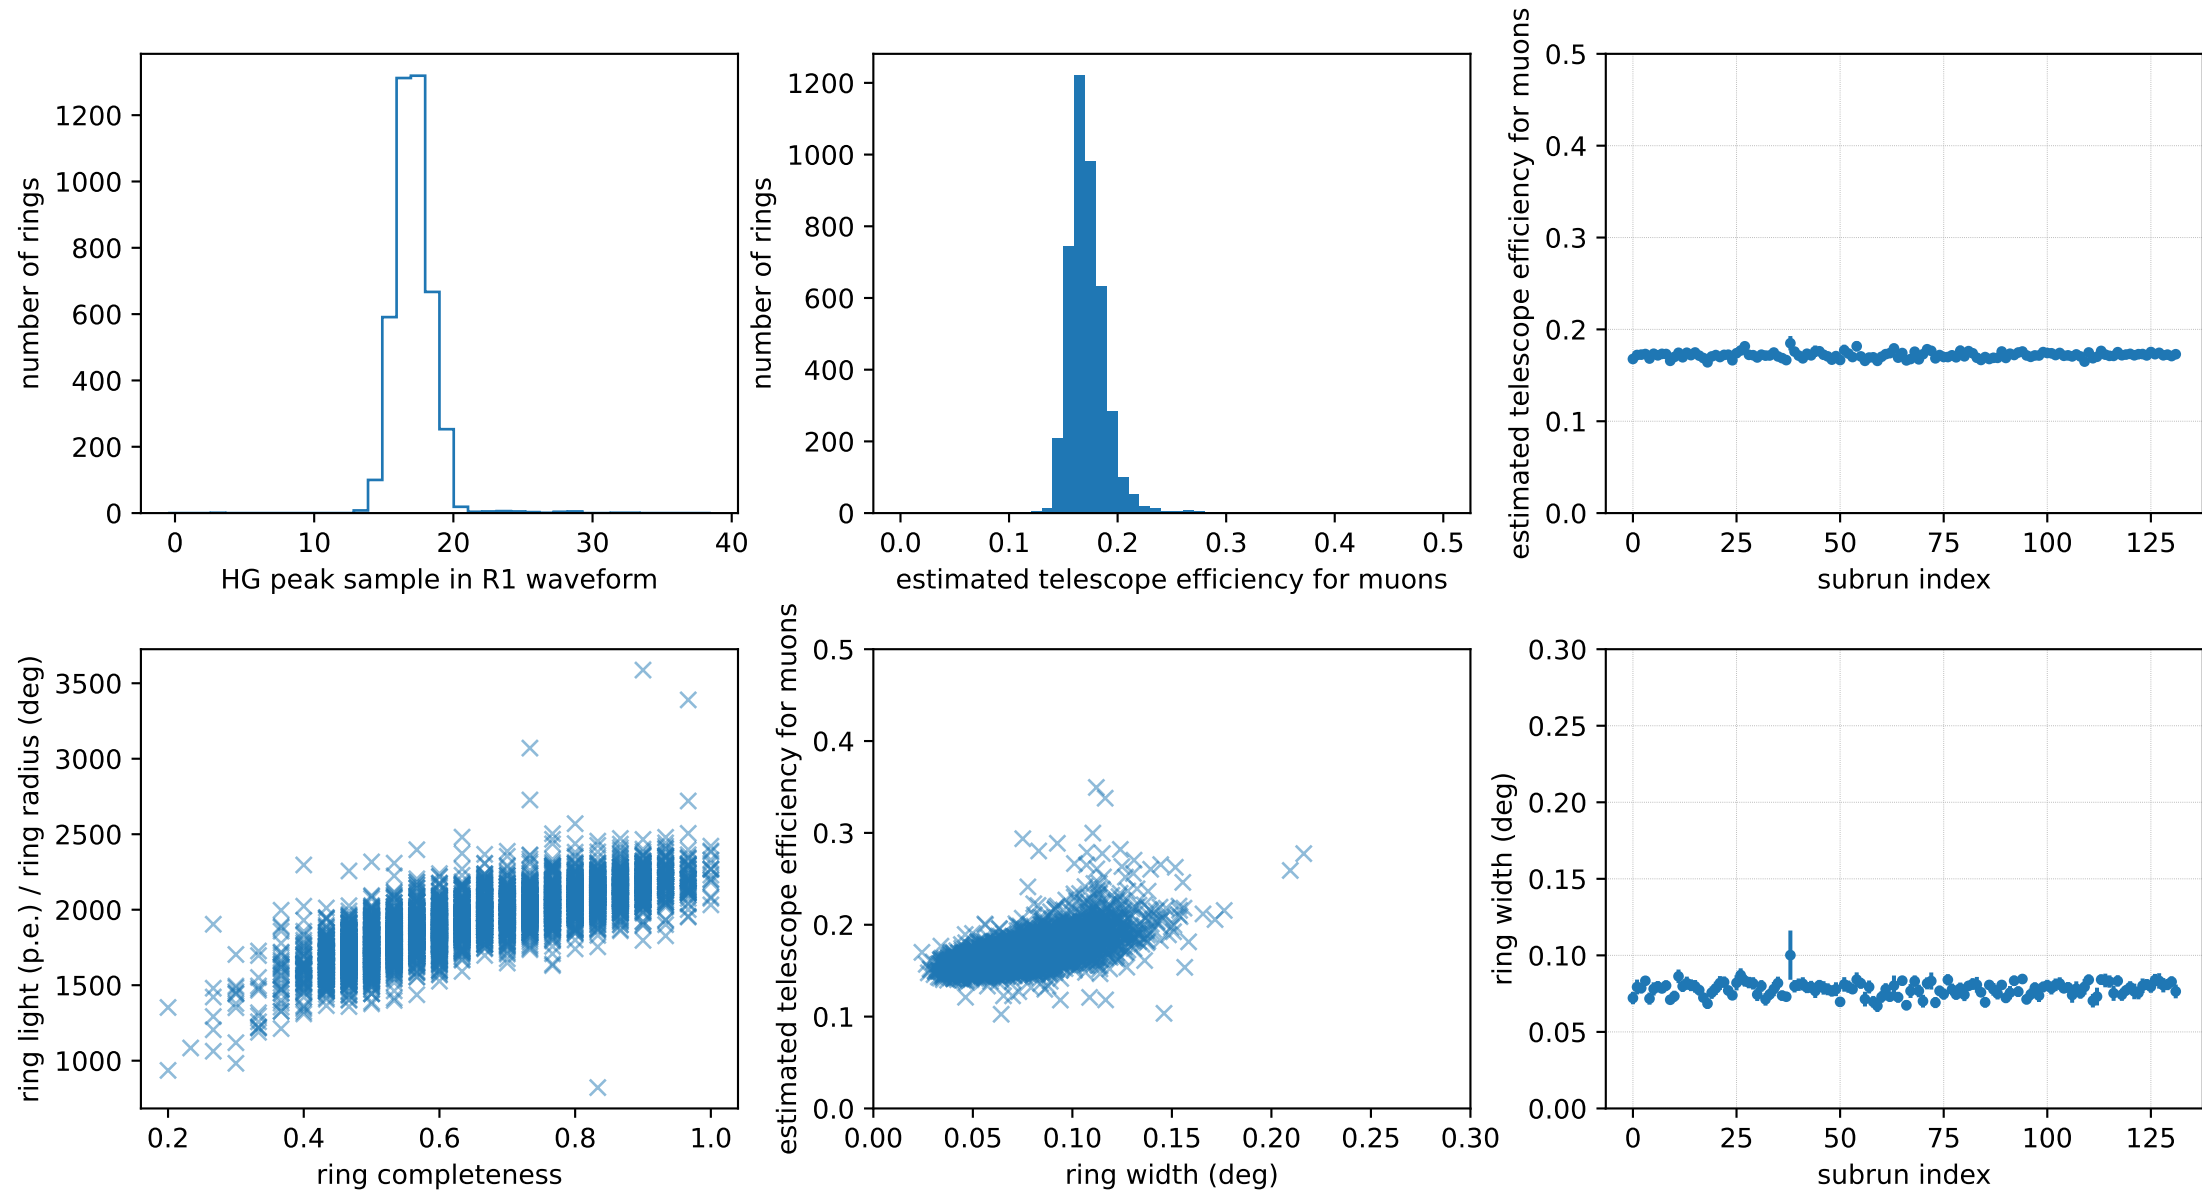 number of rings
1200
1000
800
600
400
200
0
0 10 20 30 40
HG peak sample in R1 waveform
number of rings
1200
1000
800
600
400
200
0
0.0 0.1 0.2 0.3 0.4 0.5
estimated telescope efficiency for muons
estimated telescope efficiency for muons
0.5
0.4
0.3
0.2
0.1
0.0
0 25 50 75 100 125
subrun index
ring light (p.e.) / ring radius (deg)
3500
3000
2500
2000
1500
1000
0.2 0.4 0.6 0.8 1.0
ring completeness
estimated telescope efficiency for muons
0.5
0.4
0.3
0.2
0.1
0.0
0.00 0.05 0.10 0.15 0.20 0.25 0.30
ring width (deg)
ring width (deg)
0.30
0.25
0.20
0.15
0.10
0.05
0.00
0 25 50 75 100 125
subrun index